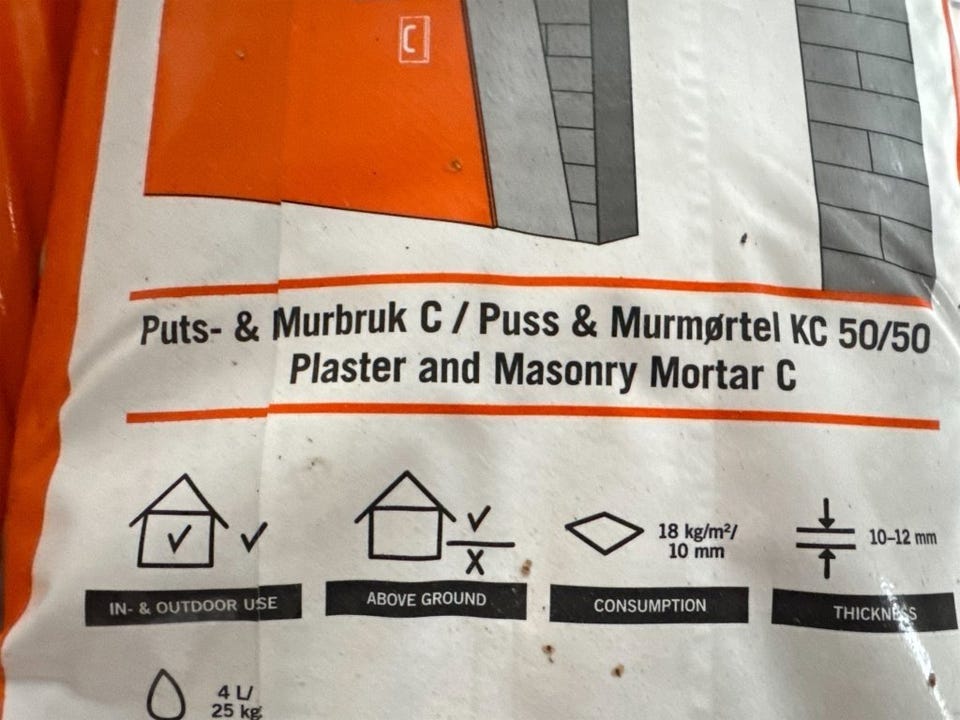 C
Puts- & Murbruk C / Puss & Murmørtel KC 50/50
Plaster and Masonry Mortar C
X
18 kg/m²/
10 mm
10–12 mm
IN- & OUTDOOR USE
ABOVE GROUND
CONSUMPTION
THICKNESS
4 L/
25 kg